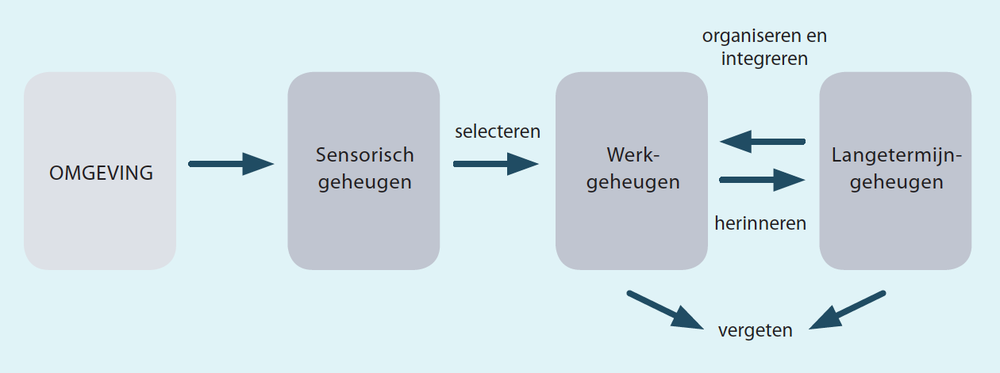 organiseren en
integreren
OMGEVING
Sensorisch
geheugen
selecteren
Werk-
geheugen
Langetermijn-
geheugen
herinneren
vergeten